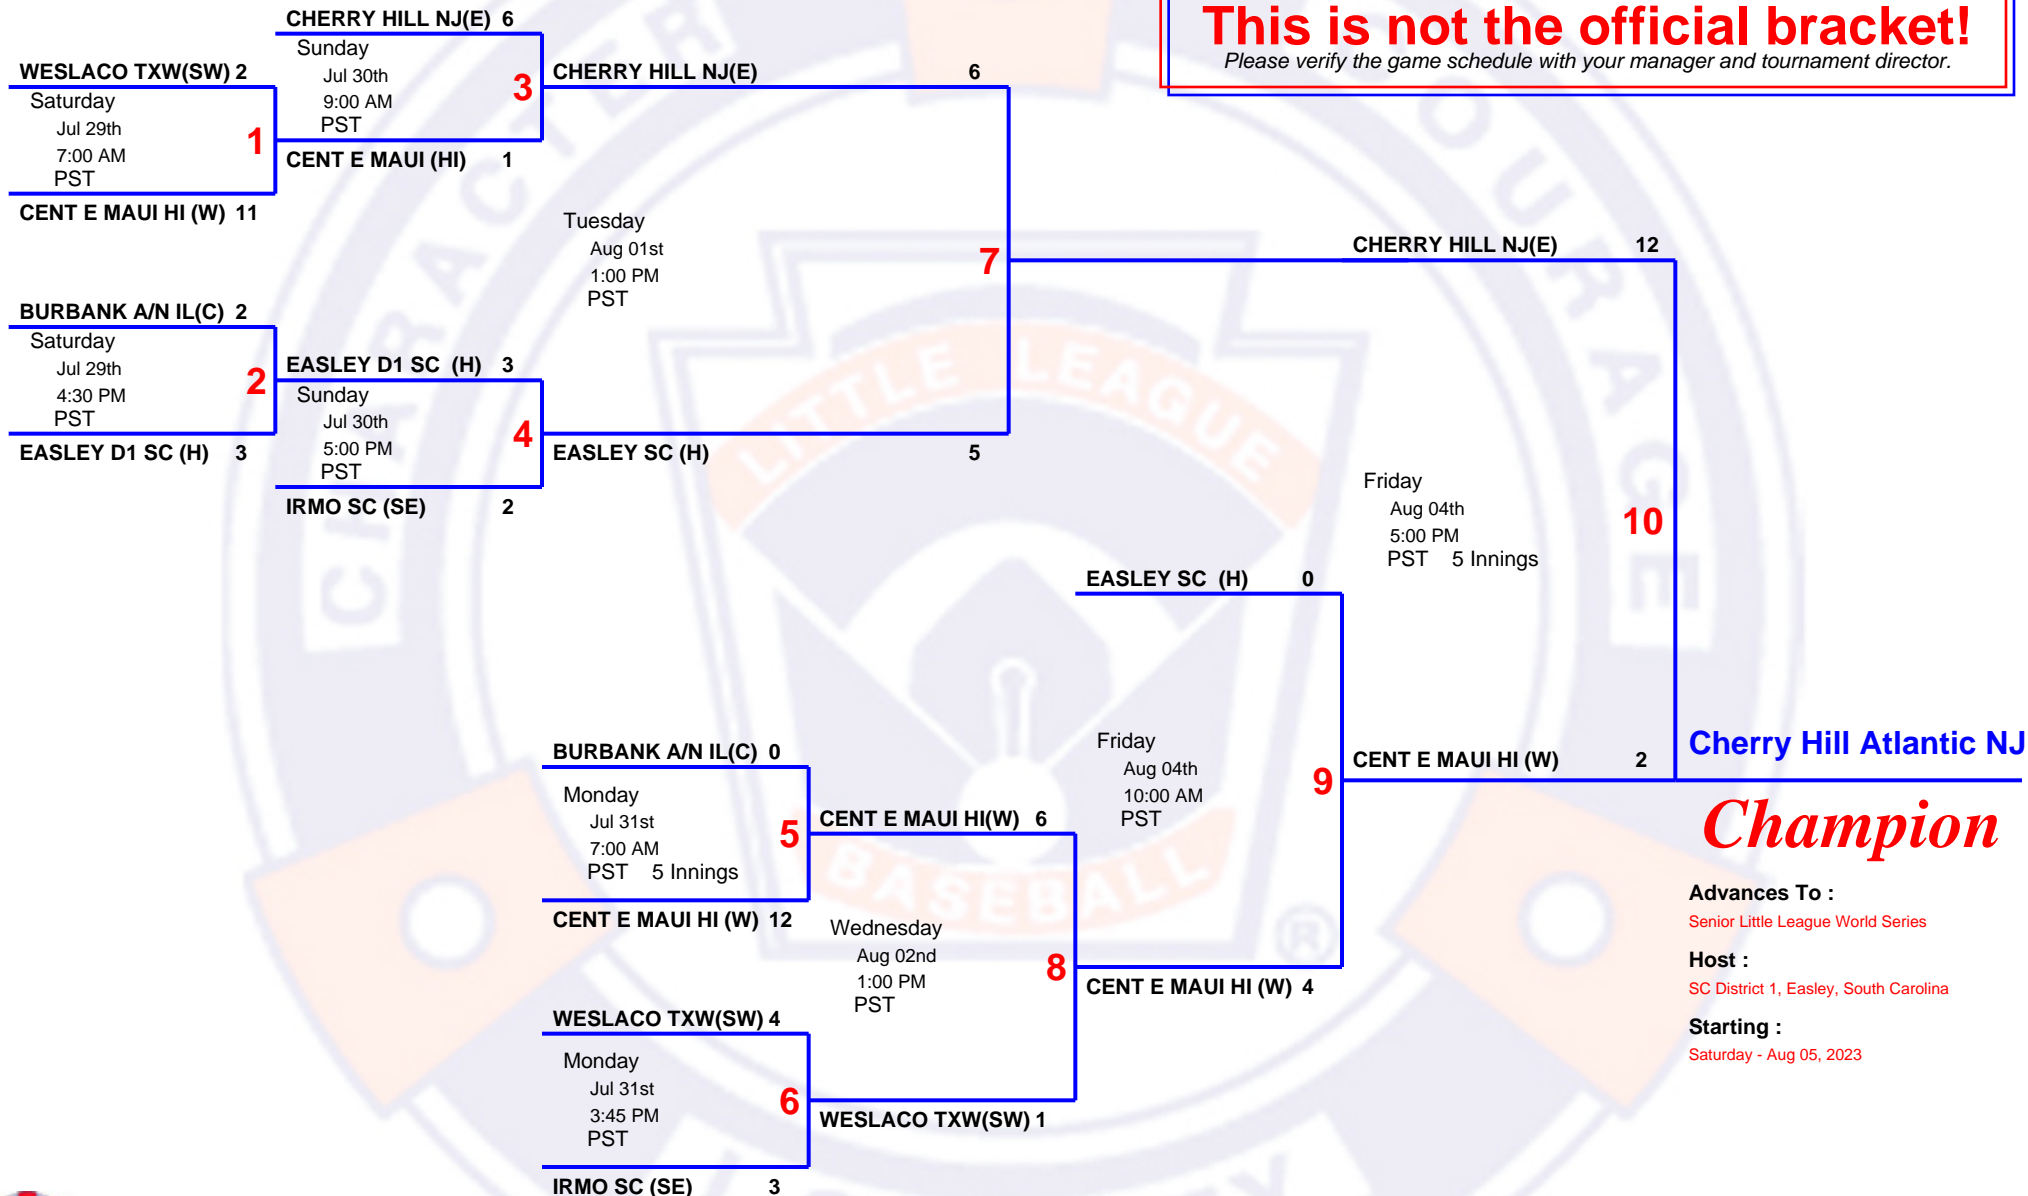 This is not the official bracket!
Please verify the game schedule with your manager and tournament director.
CHERRY HILL NJ(E) 6
Sunday
Jul 30th
9:00 AM
PST
3
CENT E MAUI (HI) 1
WESLACO TXW(SW) 2
Saturday
Jul 29th
7:00 AM
PST
1
CENT E MAUI HI (W) 11
CHERRY HILL NJ(E) 6
Tuesday
Aug 01st
1:00 PM
PST
7
BURBANK A/N IL(C) 2
Saturday
Jul 29th
4:30 PM
PST
2
EASLEY D1 SC (H) 3
EASLEY D1 SC (H) 3
Sunday
Jul 30th
5:00 PM
PST
4
IRMO SC (SE) 2
EASLEY SC (H) 5
CHERRY HILL NJ(E) 12
Friday
Aug 04th
5:00 PM
PST 5 Innings
10
EASLEY SC (H) 0
Friday
Aug 04th
10:00 AM
PST
9
CENT E MAUI HI (W) 2
BURBANK A/N IL(C) 0
Monday
Jul 31st
7:00 AM
PST 5 Innings
5
CENT E MAUI HI (W) 12
CENT E MAUI HI(W) 6
Wednesday
Aug 02nd
1:00 PM
PST
8
CENT E MAUI HI (W) 4
WESLACO TXW(SW) 4
Monday
Jul 31st
3:45 PM
PST
6
WESLACO TXW(SW) 1
IRMO SC (SE) 3
Cherry Hill Atlantic NJ
Champion
Advances To :
Senior Little League World Series
Host :
SC District 1, Easley, South Carolina
Starting :
Saturday - Aug 05, 2023
CHARACTER
COURAGE
LITTLE LEAGUE
BASEBALL
®